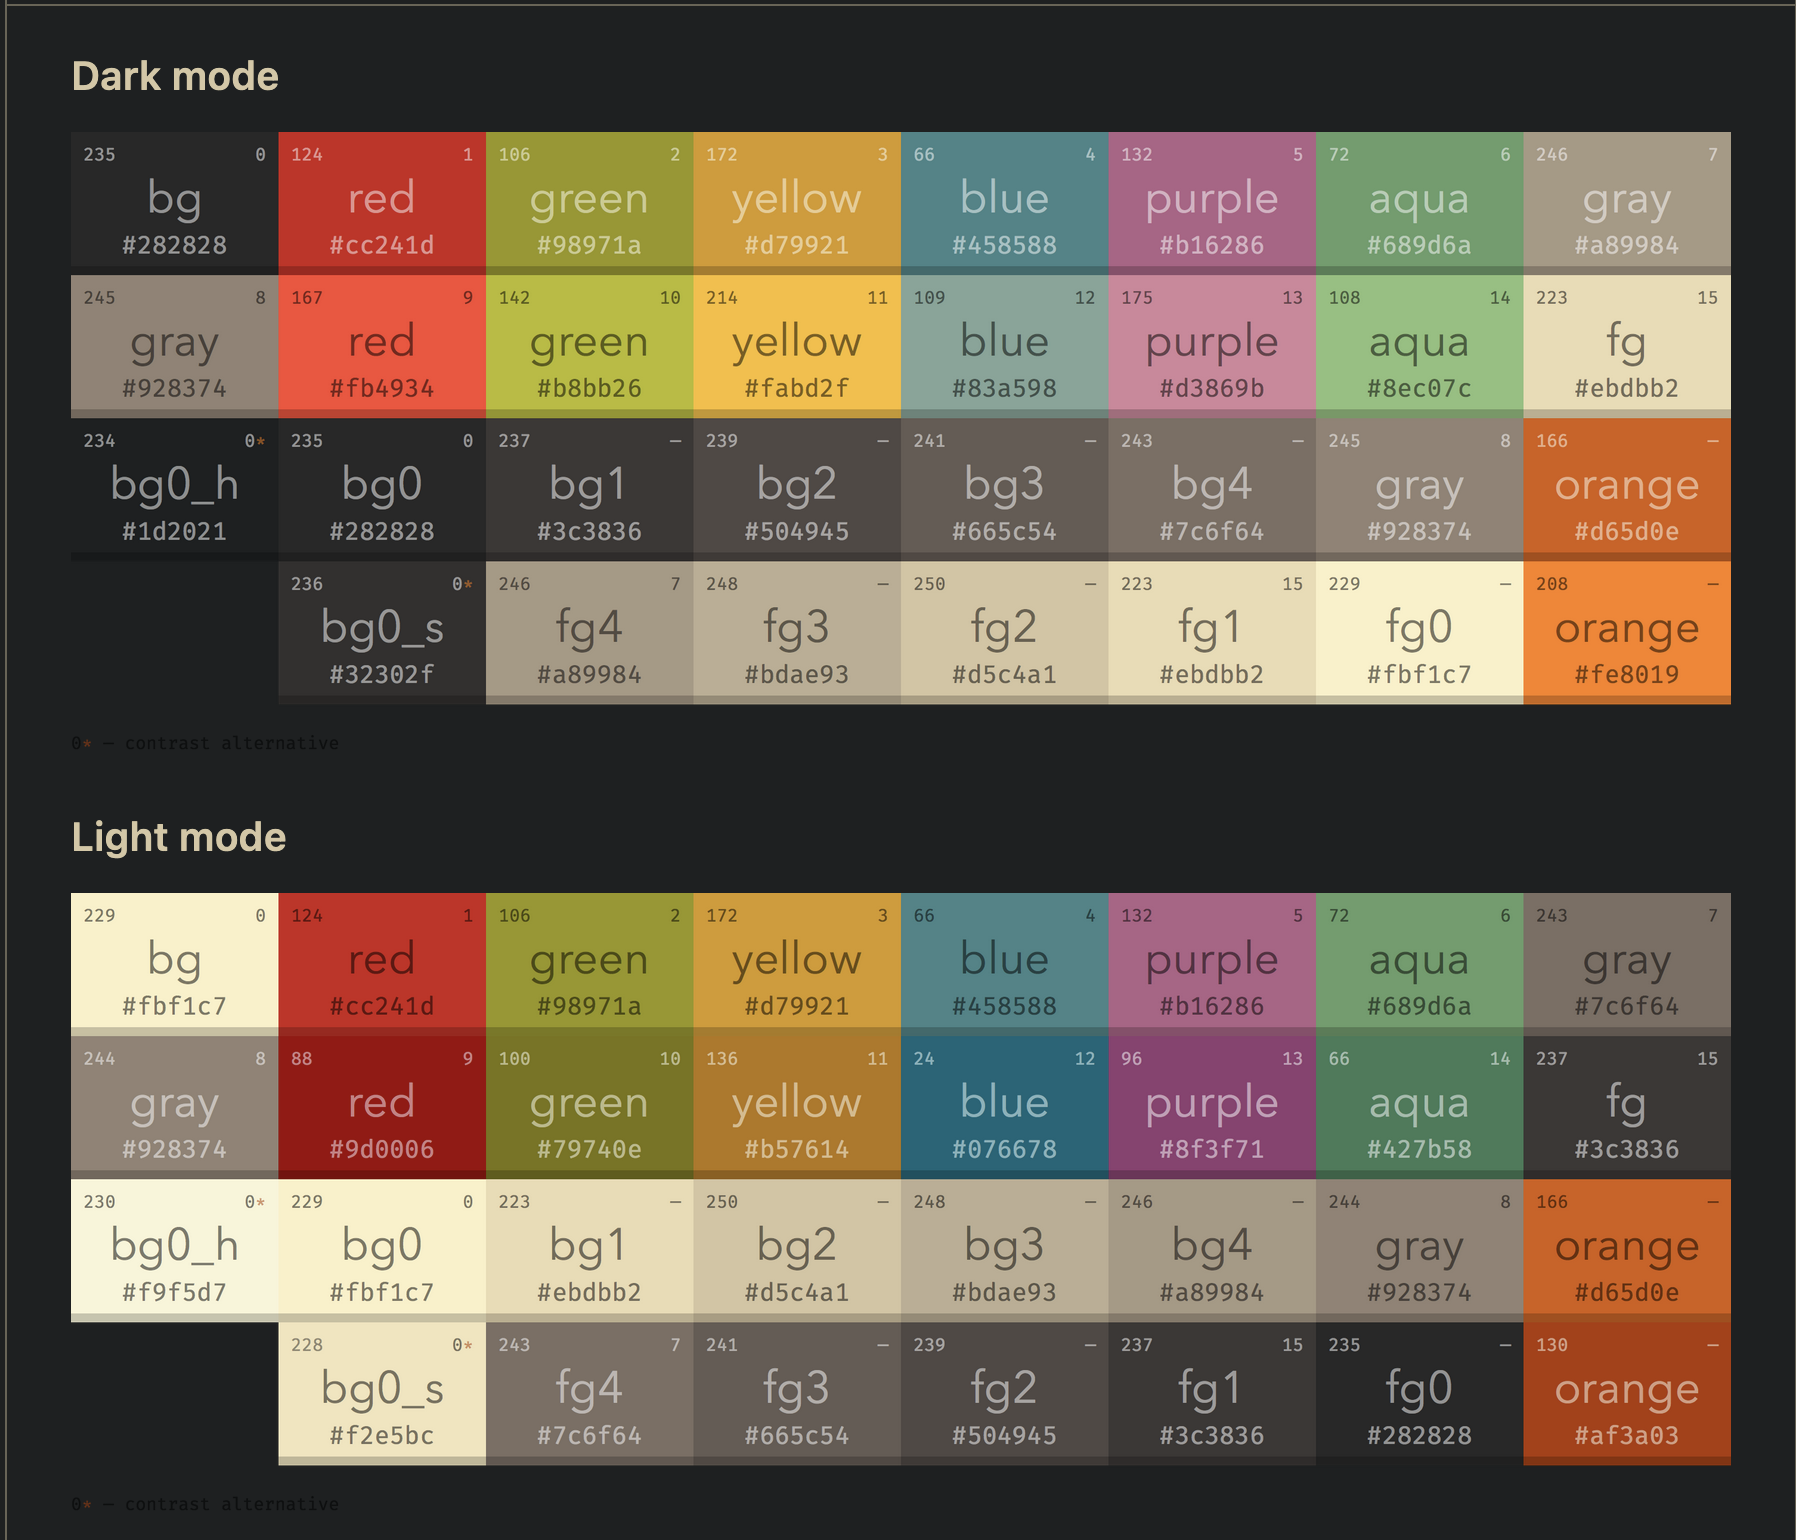 Dark mode
235 0 124 1 106 2 172 3 66 4 132 5 72 6 246 7
bg red green yellow blue purple aqua gray
#282828 #cc241d #98971a #d79921 #458588 #b16286 #689d6a #a89984
245 8 167 9 142 10 214 11 109 12 175 13 108 14 223 15
gray red green yellow blue purple aqua fg
#928374 #fb4934 #b8bb26 #fabd2f #83a598 #d3869b #8ec07c #ebdbb2
234 0* 235 0 237 — 239 — 241 — 243 — 245 8 166 —
bg0_h bg0 bg1 bg2 bg3 bg4 gray orange
#1d2021 #282828 #3c3836 #504945 #665c54 #7c6f64 #928374 #d65d0e
236 0* 246 7 248 — 250 — 223 15 229 — 208 —
bg0_s fg4 fg3 fg2 fg1 fg0 orange
#32302f #a89984 #bdae93 #d5c4a1 #ebdbb2 #fbf1c7 #fe8019
0* — contrast alternative
Light mode
229 0 124 1 106 2 172 3 66 4 132 5 72 6 243 7
bg red green yellow blue purple aqua gray
#fbf1c7 #cc241d #98971a #d79921 #458588 #b16286 #689d6a #7c6f64
244 8 88 9 100 10 136 11 24 12 96 13 66 14 237 15
gray red green yellow blue purple aqua fg
#928374 #9d0006 #79740e #b57614 #076678 #8f3f71 #427b58 #3c3836
230 0* 229 0 223 — 250 — 248 — 246 — 244 8 166 —
bg0_h bg0 bg1 bg2 bg3 bg4 gray orange
#f9f5d7 #fbf1c7 #ebdbb2 #d5c4a1 #bdae93 #a89984 #928374 #d65d0e
228 0* 243 7 241 — 239 — 237 15 235 — 130 —
bg0_s fg4 fg3 fg2 fg1 fg0 orange
#f2e5bc #7c6f64 #665c54 #504945 #3c3836 #282828 #af3a03
0* — contrast alternative